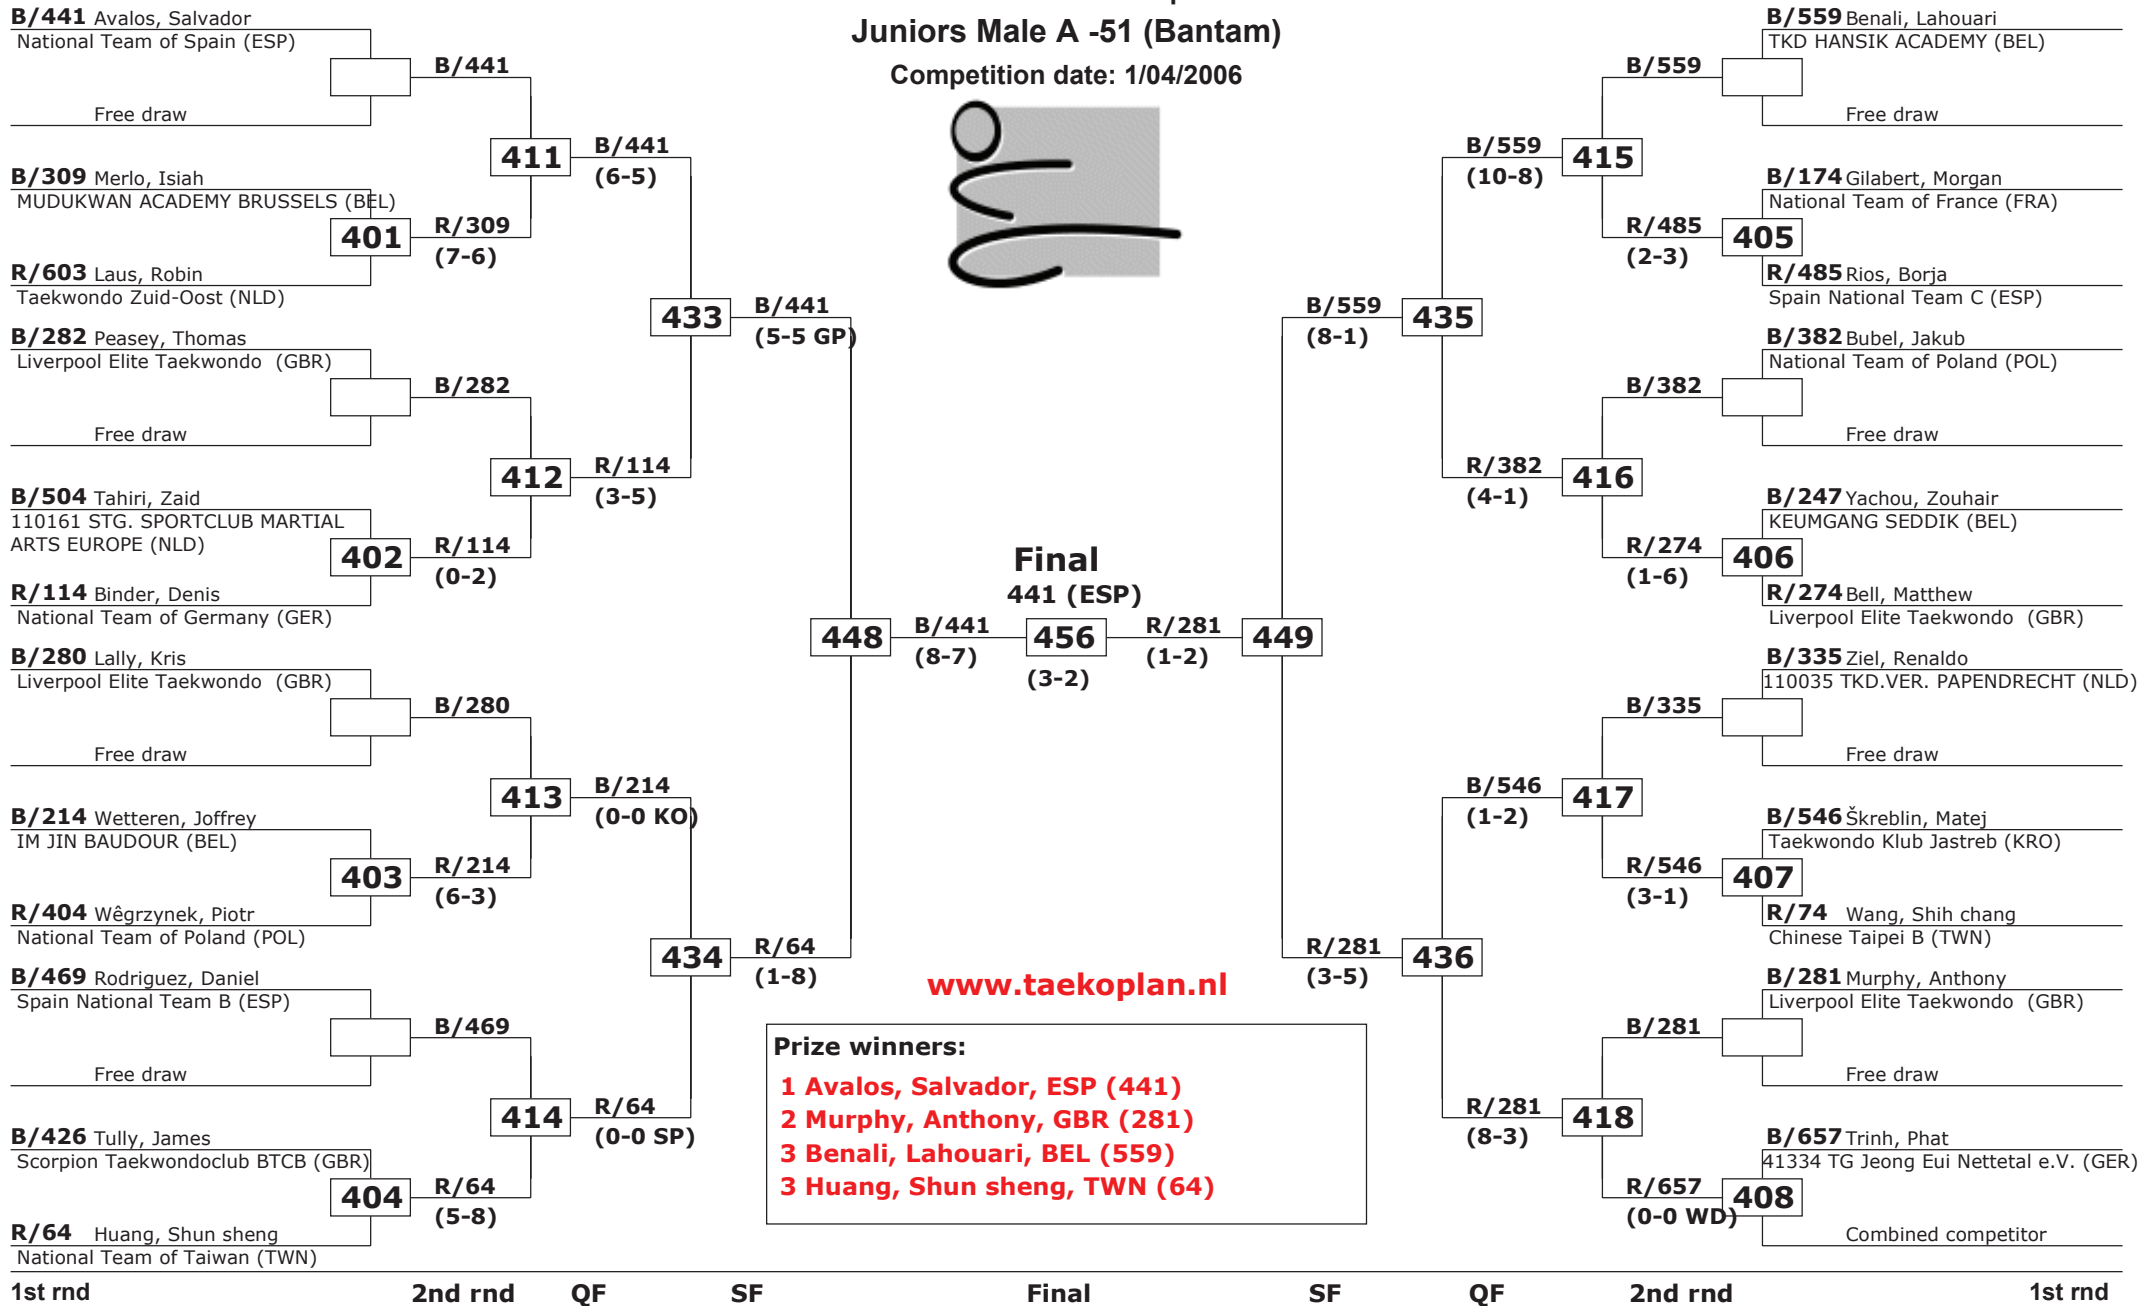 Juniors Male A -51 (Bantam)
Competition date: 1/04/2006
B/441 Avalos, Salvador
National Team of Spain (ESP)
Free draw
B/441
B/309 Merlo, Isiah
MUDUKWAN ACADEMY BRUSSELS (BEL)
401
R/309
(7-6)
R/603 Laus, Robin
Taekwondo Zuid-Oost (NLD)
411
B/441
(6-5)
B/282 Peasey, Thomas
Liverpool Elite Taekwondo (GBR)
Free draw
B/282
B/504 Tahiri, Zaid
110161 STG. SPORTCLUB MARTIAL
ARTS EUROPE (NLD)
402
R/114
(0-2)
R/114 Binder, Denis
National Team of Germany (GER)
412
R/114
(3-5)
433
B/441
(5-5 GP)
B/280 Lally, Kris
Liverpool Elite Taekwondo (GBR)
Free draw
B/280
B/214 Wetteren, Joffrey
IM JIN BAUDOUR (BEL)
403
R/214
(6-3)
R/404 Wêgrzynek, Piotr
National Team of Poland (POL)
413
B/214
(0-0 KO)
B/469 Rodriguez, Daniel
Spain National Team B (ESP)
Free draw
B/469
B/426 Tully, James
Scorpion Taekwondoclub BTCB (GBR)
404
R/64
(5-8)
R/64 Huang, Shun sheng
National Team of Taiwan (TWN)
414
R/64
(0-0 SP)
434
R/64
(1-8)
448
B/441
(8-7)
Final
441 (ESP)
456
(3-2)
R/281
(1-2)
449
B/559
(8-1)
435
B/559
(10-8)
415
B/559
B/559 Benali, Lahouari
TKD HANSIK ACADEMY (BEL)
Free draw
B/174 Gilabert, Morgan
National Team of France (FRA)
R/485
(2-3)
405
R/485 Rios, Borja
Spain National Team C (ESP)
R/382
(4-1)
416
B/382
B/382 Bubel, Jakub
National Team of Poland (POL)
Free draw
B/247 Yachou, Zouhair
KEUMGANG SEDDIK (BEL)
R/274
(1-6)
406
R/274 Bell, Matthew
Liverpool Elite Taekwondo (GBR)
R/281
(3-5)
436
B/546
(1-2)
417
B/335
B/335 Ziel, Renaldo
110035 TKD.VER. PAPENDRECHT (NLD)
Free draw
B/546 Škreblin, Matej
Taekwondo Klub Jastreb (KRO)
R/546
(3-1)
407
R/74 Wang, Shih chang
Chinese Taipei B (TWN)
R/281
(8-3)
418
B/281
B/281 Murphy, Anthony
Liverpool Elite Taekwondo (GBR)
Free draw
B/657 Trinh, Phat
41334 TG Jeong Eui Nettetal e.V. (GER)
R/657
(0-0 WD)
408
Combined competitor
www.taekoplan.nl
Prize winners:
1 Avalos, Salvador, ESP (441)
2 Murphy, Anthony, GBR (281)
3 Benali, Lahouari, BEL (559)
3 Huang, Shun sheng, TWN (64)
1st rnd 2nd rnd QF SF Final SF QF 2nd rnd 1st rnd